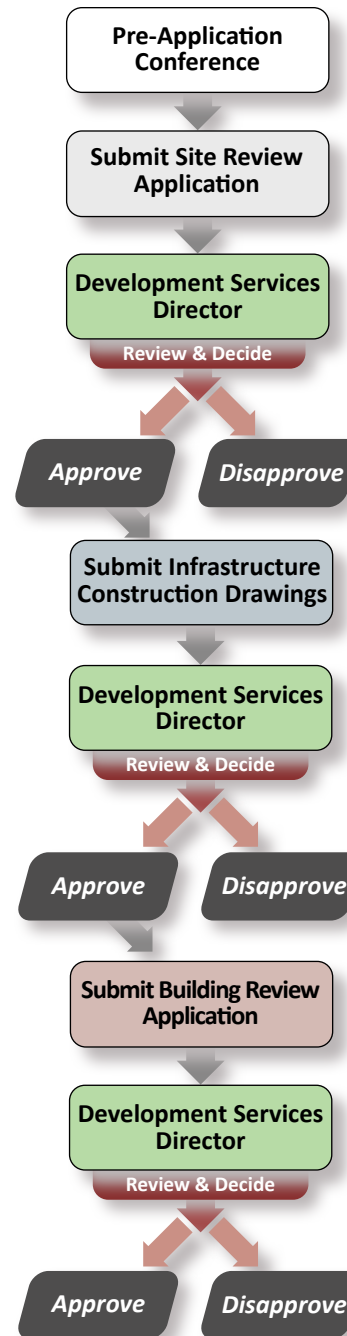 Pre-Application
Conference
Submit Site Review
Application
Development Services
Director
Review & Decide
Approve
Disapprove
Submit Infrastructure
Construction Drawings
Development Services
Director
Review & Decide
Approve
Disapprove
Submit Building Review
Application
Development Services
Director
Review & Decide
Approve
Disapprove